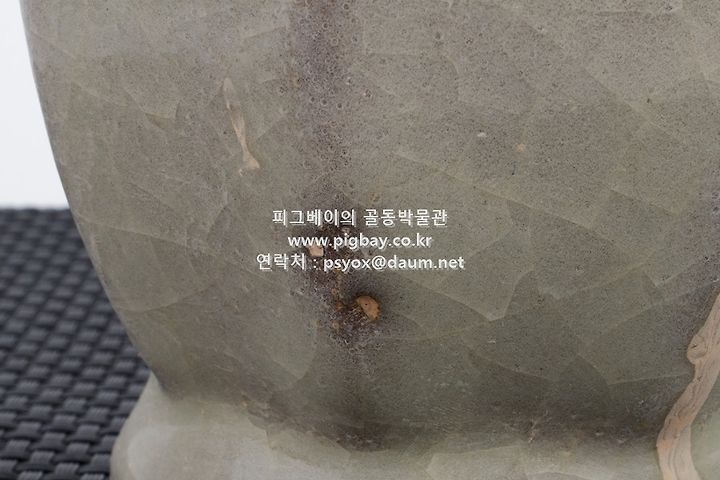 피그베이의 골동박물관
www.pigbay.co.kr
연락처 : psyox@daum.net